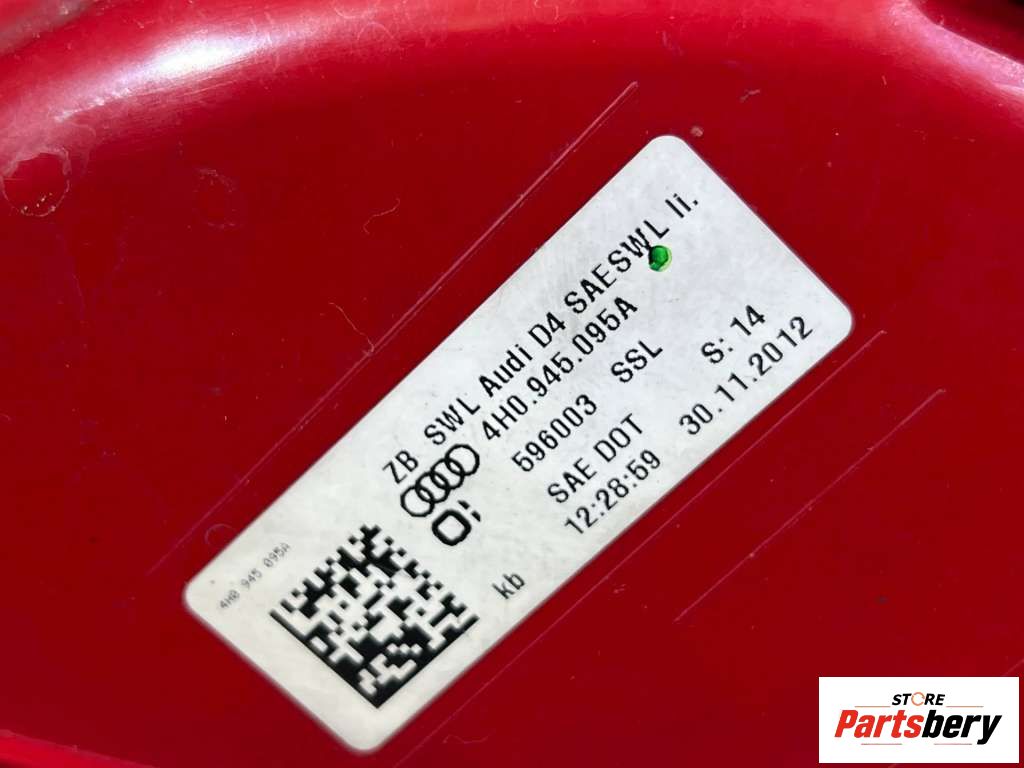 ZB SWL Audi D4 SAESWL li.
4H0.945.095A
596003 SSL S: 14
SAE DOT 30.11.2012
12:28:59
kb
4H0 945 095A
STORE
Partsbery